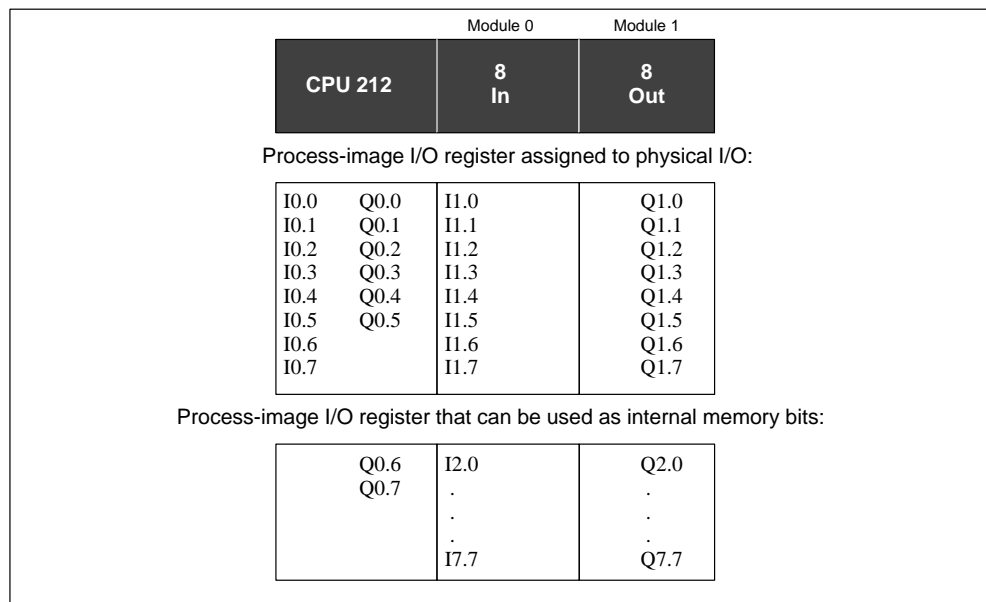 Module 0 Module 1
CPU 212 8 In 8 Out
Process-image I/O register assigned to physical I/O:
I0.0 Q0.0 I1.0 Q1.0
I0.1 Q0.1 I1.1 Q1.1
I0.2 Q0.2 I1.2 Q1.2
I0.3 Q0.3 I1.3 Q1.3
I0.4 Q0.4 I1.4 Q1.4
I0.5 Q0.5 I1.5 Q1.5
I0.6 I1.6 Q1.6
I0.7 I1.7 Q1.7
Process-image I/O register that can be used as internal memory bits:
Q0.6 I2.0 Q2.0
Q0.7 . .
. .
. .
I7.7 Q7.7